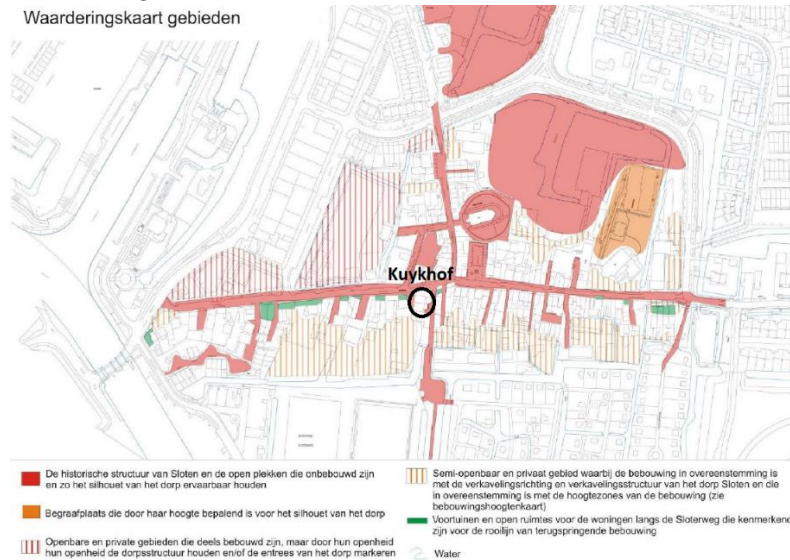 Waarderingskaart gebieden
Kuykhof
De historische structuur van Sloten en de open plekken die onbebouwd zijn
en zo het silhouet van het dorp ervaarbaar houden
Begraafplaats die door haar hoogte bepalend is voor het silhouet van het dorp
Openbare en private gebieden die deels bebouwd zijn, maar door hun openheid
hun openheid de dorpsstructuur houden en/of de entrees van het dorp markeren
Semi-openbaar en privaat gebied waarbij de bebouwing in overeenstemming is
met de verkavelingsrichting en verkavelingsstructuur van het dorp Sloten en die
in overeenstemming is met de hoogtezones van de bebouwing (zie
bebouwingshoogtenkaart)
Voortuinen en open ruimtes voor de woningen langs de Sloterweg die kenmerkend
zijn voor de rooilijn van terugspringende bebouwing
Water